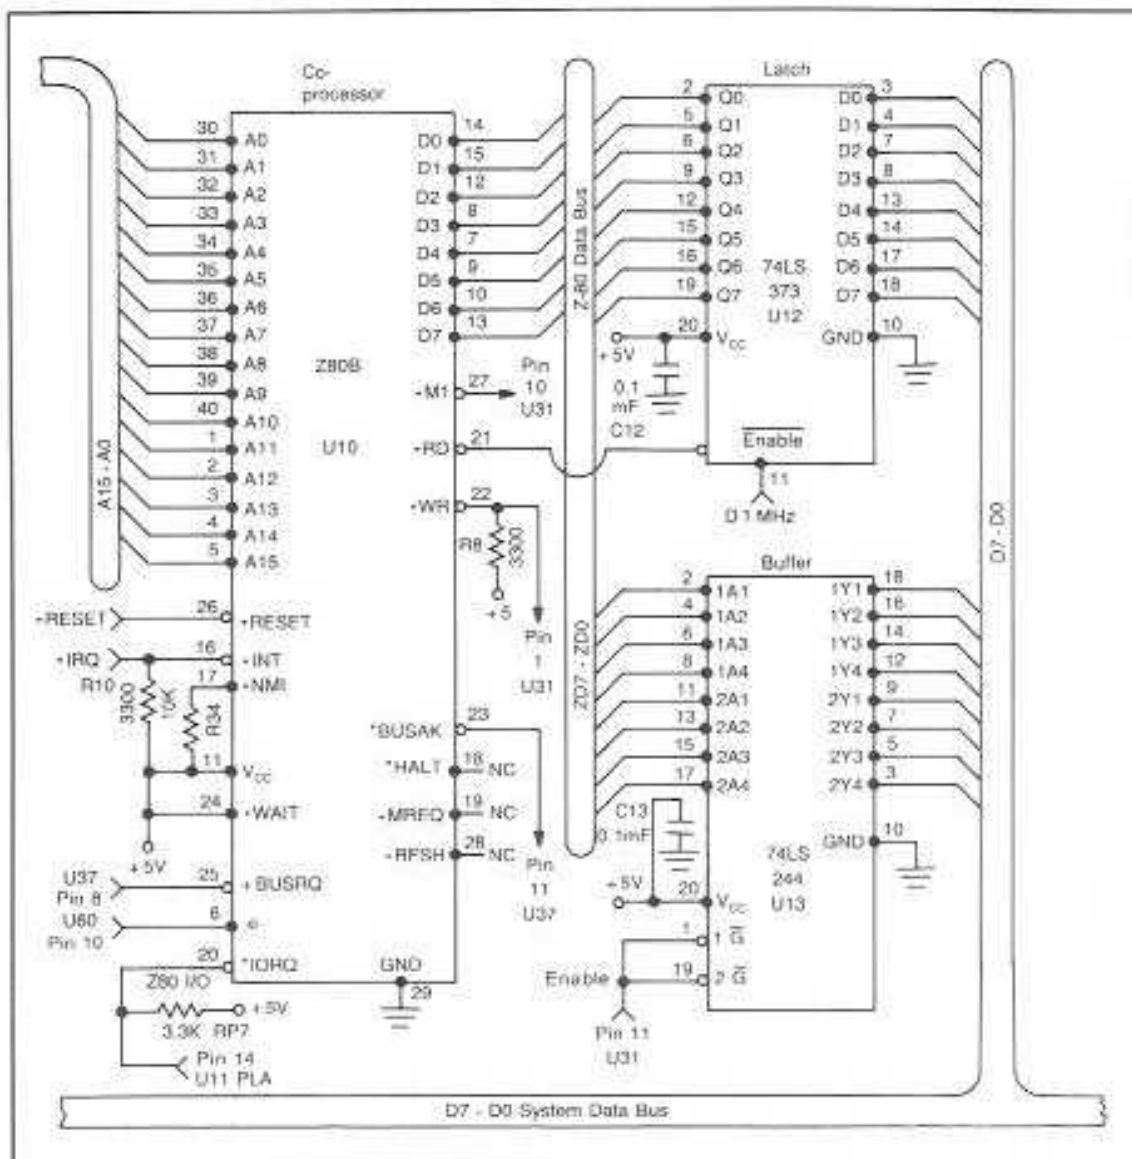 Co-
processor
30 A0
31 A1
32 A2
33 A3
34 A4
35 A5
36 A6
37 A7
38 A8
39 A9
40 A10
1 A11
2 A12
3 A13
4 A14
5 A15
A15 - A0
Z80B
U10
D0 14
D1 15
D2 12
D3 8
D4 7
D5 9
D6 10
D7 13
*M1 27
Pin
10
U31
*RD 21
*WR 22
R8
3300
+5
Pin
1
U31
*RESET 26 *RESET
*IRQ 16 *INT
R10 17 *NMI
3300
10K
R34
11 VCC
24 *WAIT
+5V
*BUSAK 23
*HALT 18 NC
*MREQ 19 NC
*RFSH 28 NC
Pin
11
U37
U37
Pin 8
25 *BUSRQ
U60
Pin 10
6
20 *IORQ
GND
29
Z80 I/O
+5V
3.3K RP7
Pin 14
U11 PLA
Z-80 Data Bus
ZD7 - ZD0
Latch
2 Q0 D0 3
5 Q1 D1 4
6 Q2 D2 7
9 Q3 D3 8
12 Q4 D4 13
15 Q5 D5 14
16 Q6 D6 17
19 Q7 D7 18
74LS
373
U12
+5V
20 VCC
GND 10
0.1
mF
C12
Enable
11
D1 MHz
Buffer
2 1A1 1Y1 18
4 1A2 1Y2 16
6 1A3 1Y3 14
8 1A4 1Y4 12
11 2A1 2Y1 9
13 2A2 2Y2 7
15 2A3 2Y3 5
17 2A4 2Y4 3
C13
0.1mF
GND 10
74LS
244
U13
+5V
20 VCC
1 1 G
19 2 G
Enable
Pin 11
U31
D7 - D0
D7 - D0 System Data Bus